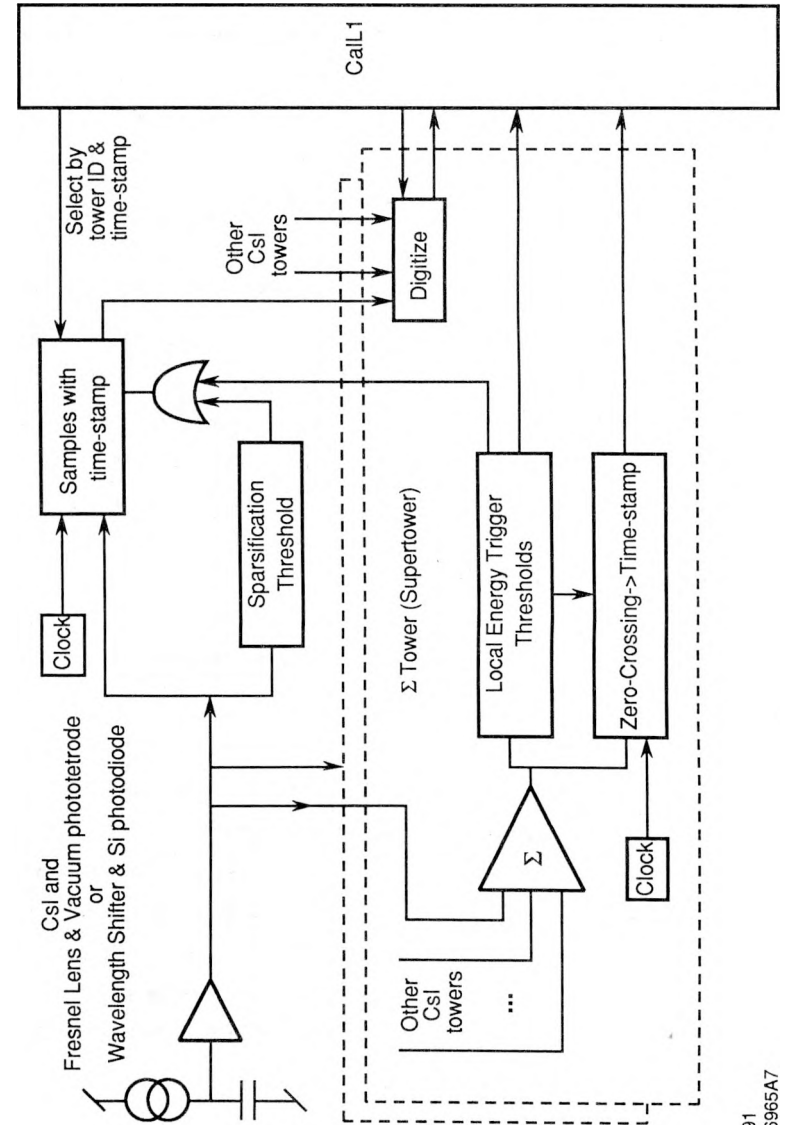 CsI and
Fresnel Lens & Vacuum phototetrode
or
Wavelength Shifter & Si photodiode
Clock
Samples with
time-stamp
Select by
tower ID &
time-stamp
Sparsification
Threshold
Other
CsI
towers
Digitize
CalL1
Σ Tower (Supertower)
Local Energy Trigger
Thresholds
Zero-Crossing->Time-stamp
Σ
Other
CsI
towers
...
Clock
91
6965A7